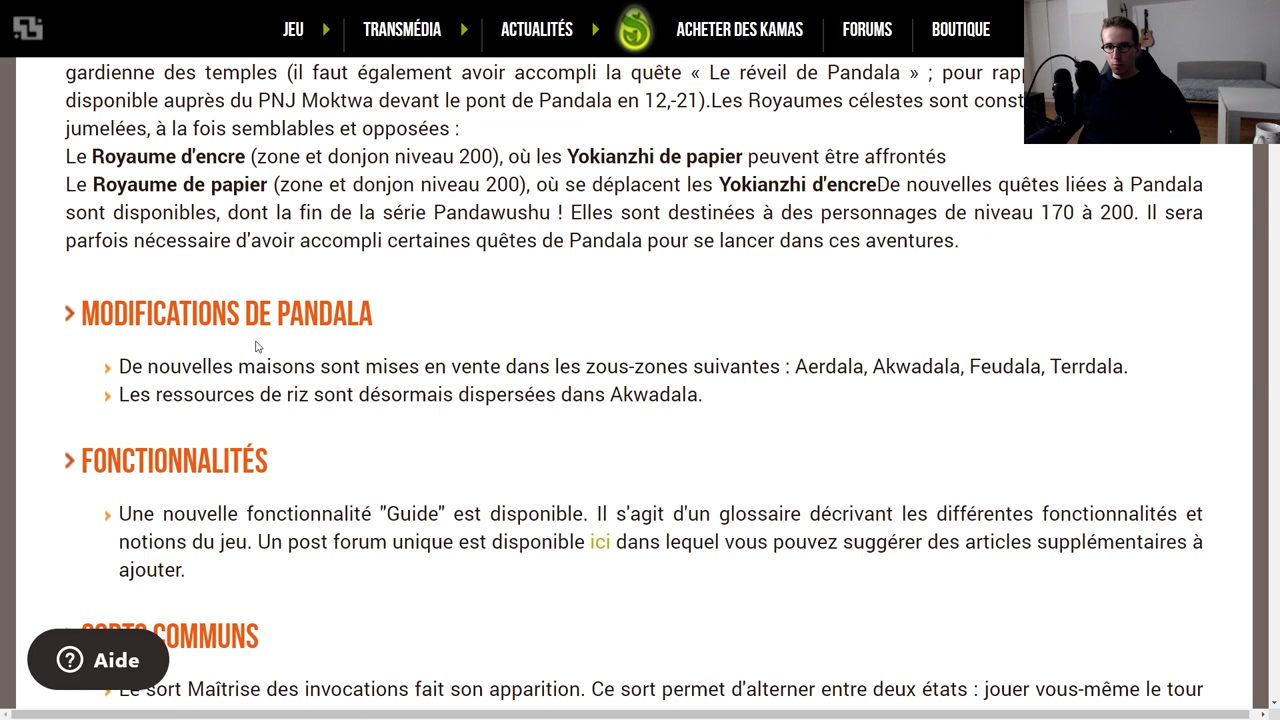 JEU TRANSMÉDIA ACTUALITÉS ACHETER DES KAMAS FORUMS BOUTIQUE
gardienne des temples (il faut également avoir accompli la quête « Le réveil de Pandala » ; pour
disponible auprès du PNJ Moktwa devant le pont de Pandala en 12,-21).Les Royaumes célestes sont
jumelées, à la fois semblables et opposées :
Le Royaume d'encre (zone et donjon niveau 200), où les Yokianzhi de papier peuvent être affrontés
Le Royaume de papier (zone et donjon niveau 200), où se déplacent les Yokianzhi d'encreDe nouvelles quêtes liées à Pandala
sont disponibles, dont la fin de la série Pandawushu ! Elles sont destinées à des personnages de niveau 170 à 200. Il sera
parfois nécessaire d'avoir accompli certaines quêtes de Pandala pour se lancer dans ces aventures.
MODIFICATIONS DE PANDALA
De nouvelles maisons sont mises en vente dans les zous-zones suivantes : Aerdala, Akwadala, Feudala, Terrdala.
Les ressources de riz sont désormais dispersées dans Akwadala.
FONCTIONNALITÉS
Une nouvelle fonctionnalité "Guide" est disponible. Il s'agit d'un glossaire décrivant les différentes fonctionnalités et
notions du jeu. Un post forum unique est disponible ici dans lequel vous pouvez suggérer des articles supplémentaires à
ajouter.
SORTS COMMUNS
Aide
Le sort Maîtrise des invocations fait son apparition. Ce sort permet d'alterner entre deux états : jouer vous-même le tour